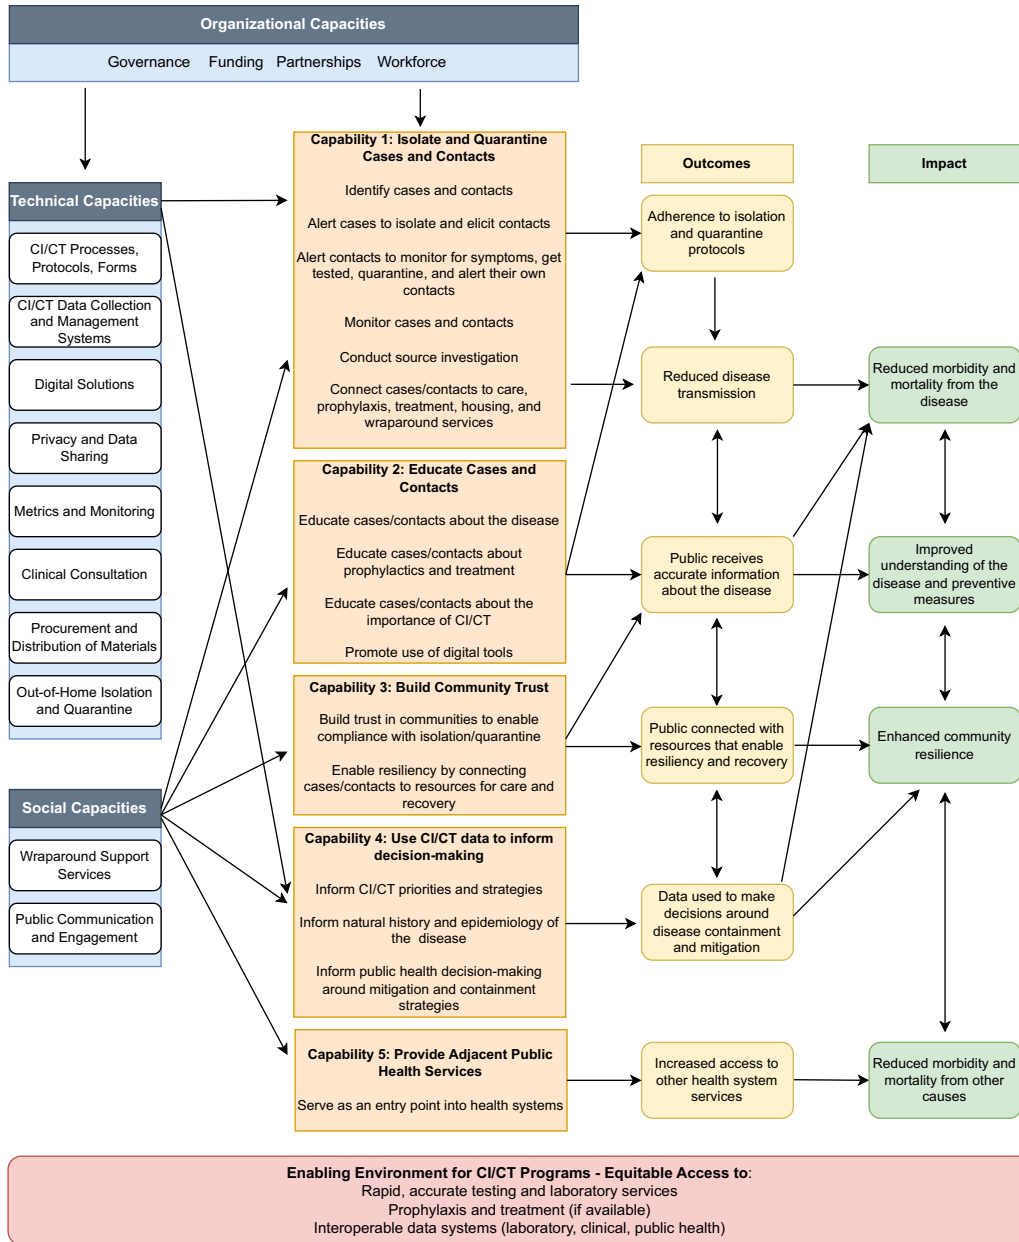 Organizational Capacities
Governance Funding Partnerships Workforce
Technical Capacities
CI/CT Processes,
Protocols, Forms
CI/CT Data Collection
and Management
Systems
Digital Solutions
Privacy and Data
Sharing
Metrics and Monitoring
Clinical Consultation
Procurement and
Distribution of Materials
Out-of-Home Isolation
and Quarantine
Social Capacities
Wraparound Support
Services
Public Communication
and Engagement
Capability 1: Isolate and Quarantine
Cases and Contacts
Identify cases and contacts
Alert cases to isolate and elicit contacts
Alert contacts to monitor for symptoms, get
tested, quarantine, and alert their own
contacts
Monitor cases and contacts
Conduct source investigation
Connect cases/contacts to care,
prophylaxis, treatment, housing, and
wraparound services
Capability 2: Educate Cases and
Contacts
Educate cases/contacts about the disease
Educate cases/contacts about
prophylactics and treatment
Educate cases/contacts about the
importance of CI/CT
Promote use of digital tools
Capability 3: Build Community Trust
Build trust in communities to enable
compliance with isolation/quarantine
Enable resiliency by connecting
cases/contacts to resources for care and
recovery
Capability 4: Use CI/CT data to inform
decision-making
Inform CI/CT priorities and strategies
Inform natural history and epidemiology of
the disease
Inform public health decision-making
around mitigation and containment
strategies
Capability 5: Provide Adjacent Public
Health Services
Serve as an entry point into health systems
Outcomes
Adherence to isolation
and quarantine
protocols
Reduced disease
transmission
Public receives
accurate information
about the disease
Public connected with
resources that enable
resiliency and recovery
Data used to make
decisions around
disease containment
and mitigation
Increased access to
other health system
services
Impact
Reduced morbidity and
mortality from the
disease
Improved
understanding of the
disease and preventive
measures
Enhanced community
resilience
Reduced morbidity and
mortality from other
causes
Enabling Environment for CI/CT Programs - Equitable Access to:
Rapid, accurate testing and laboratory services
Prophylaxis and treatment (if available)
Interoperable data systems (laboratory, clinical, public health)